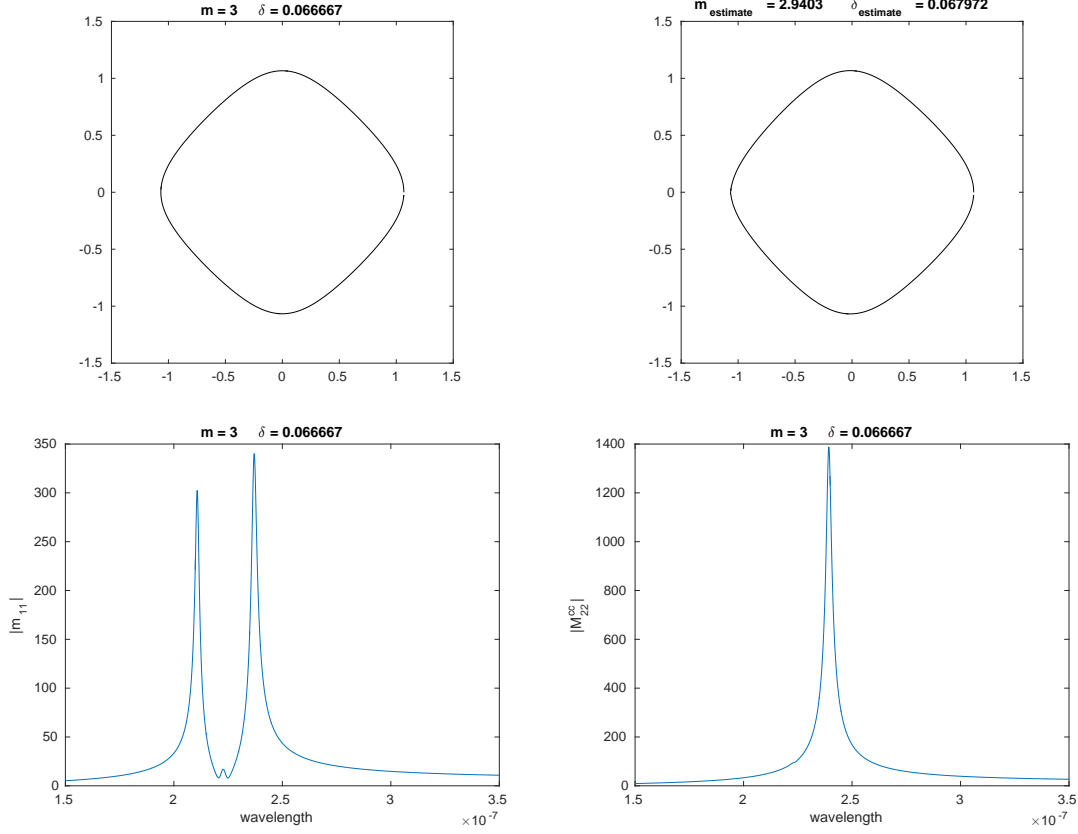 m = 3 δ = 0.066667
1.5
1
0.5
0
-0.5
-1
-1.5
-1.5 -1 -0.5 0 0.5 1 1.5
m estimate = 2.9403 δ estimate = 0.067972
1.5
1
0.5
0
-0.5
-1
-1.5
-1.5 -1 -0.5 0 0.5 1 1.5
m = 3 δ = 0.066667
350
300
250
200
150
100
50
0
|m 11|
1.5 2 2.5 3 3.5
wavelength ×10-7
m = 3 δ = 0.066667
1400
1200
1000
800
600
400
200
0
|Mcc22|
1.5 2 2.5 3 3.5
wavelength ×10-7